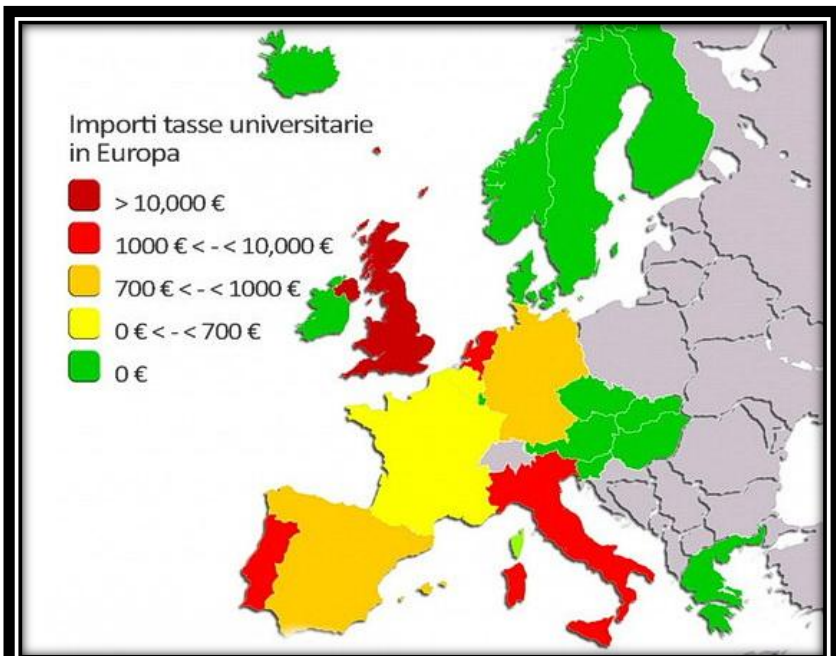 Importi tasse universitarie
in Europa
> 10,000 €
1000 € < - < 10,000 €
700 € < - < 1000 €
0 € < - < 700 €
0 €